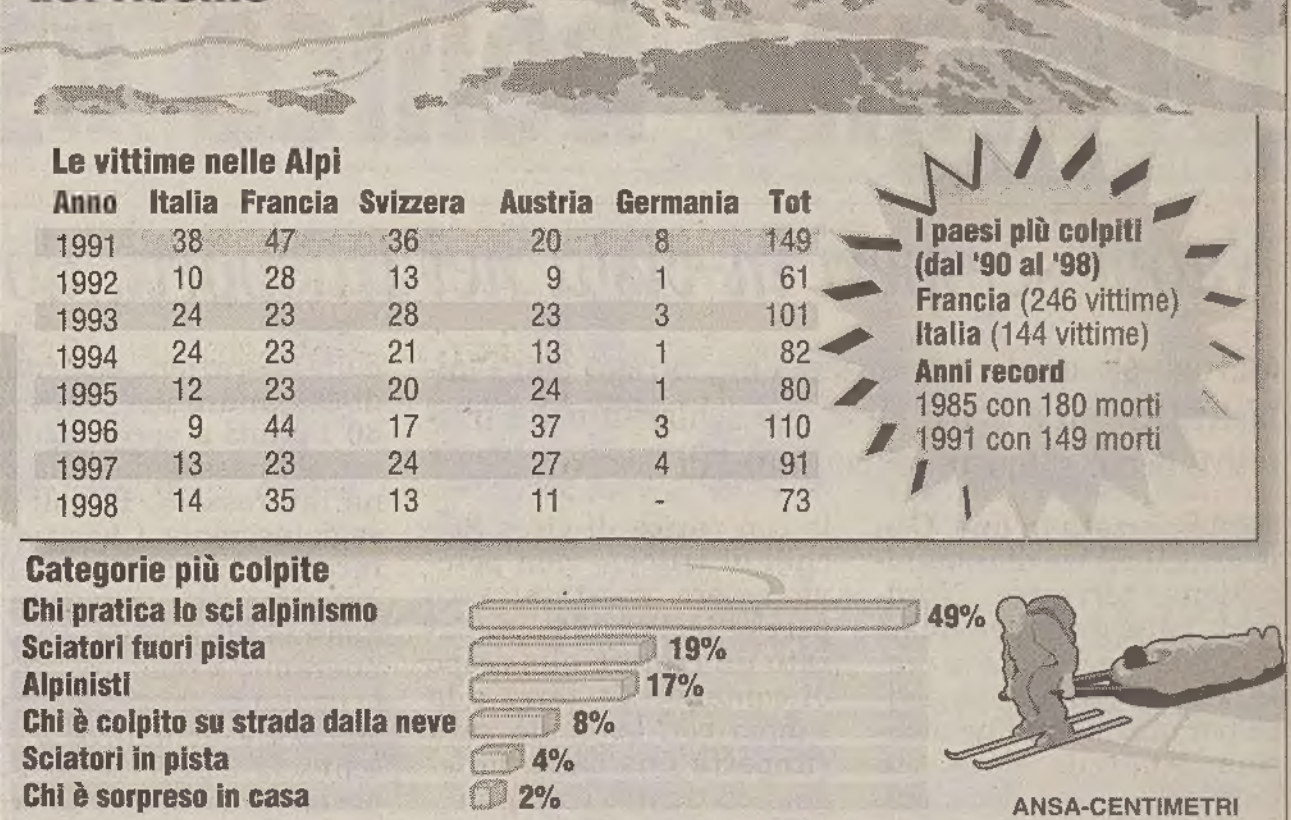 Le vittime nelle Alpi
Anno Italia Francia Svizzera Austria Germania Tot
1991 38 47 36 20 8 149
1992 10 28 13 9 1 61
1993 24 23 28 23 3 101
1994 24 23 21 13 1 82
1995 12 23 20 24 1 80
1996 9 44 17 37 3 110
1997 13 23 24 27 4 91
1998 14 35 13 11 - 73
I paesi più colpiti
(dal '90 al '98)
Francia (246 vittime)
Italia (144 vittime)
Anni record
1985 con 180 morti
1991 con 149 morti
Categorie più colpite
Chi pratica lo sci alpinismo 49%
Sciatori fuori pista 19%
Alpinisti 17%
Chi è colpito su strada dalla neve 8%
Sciatori in pista 4%
Chi è sorpreso in casa 2%
ANSA-CENTIMETRI